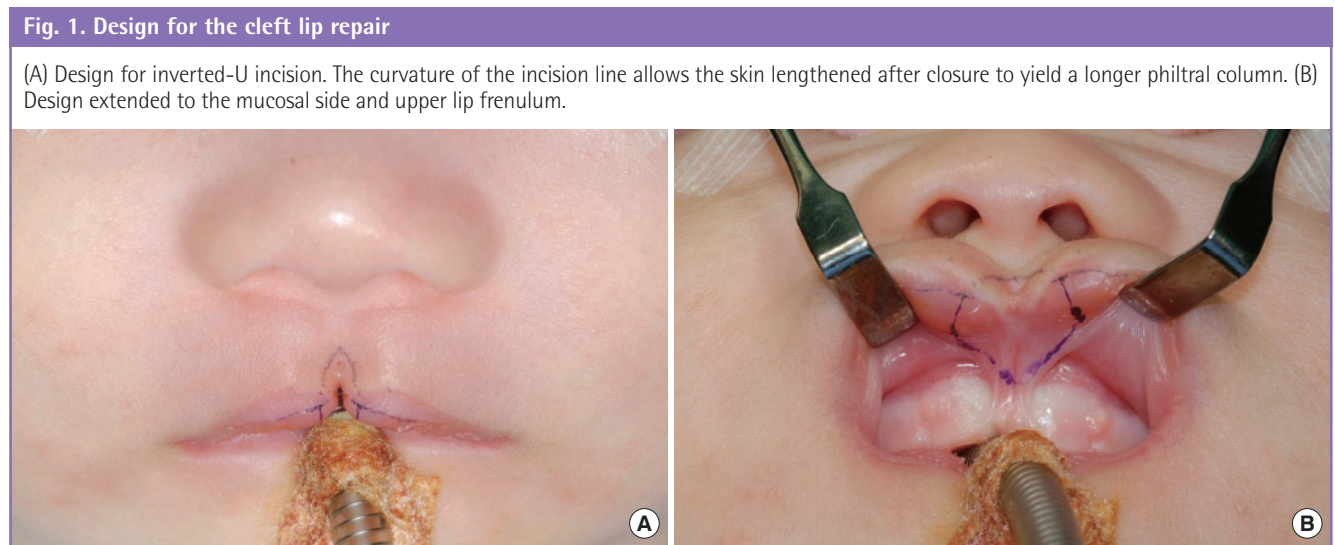 Fig. 1. Design for the cleft lip repair
(A) Design for inverted-U incision. The curvature of the incision line allows the skin lengthened after closure to yield a longer philtral column. (B)
Design extended to the mucosal side and upper lip frenulum.
A
B